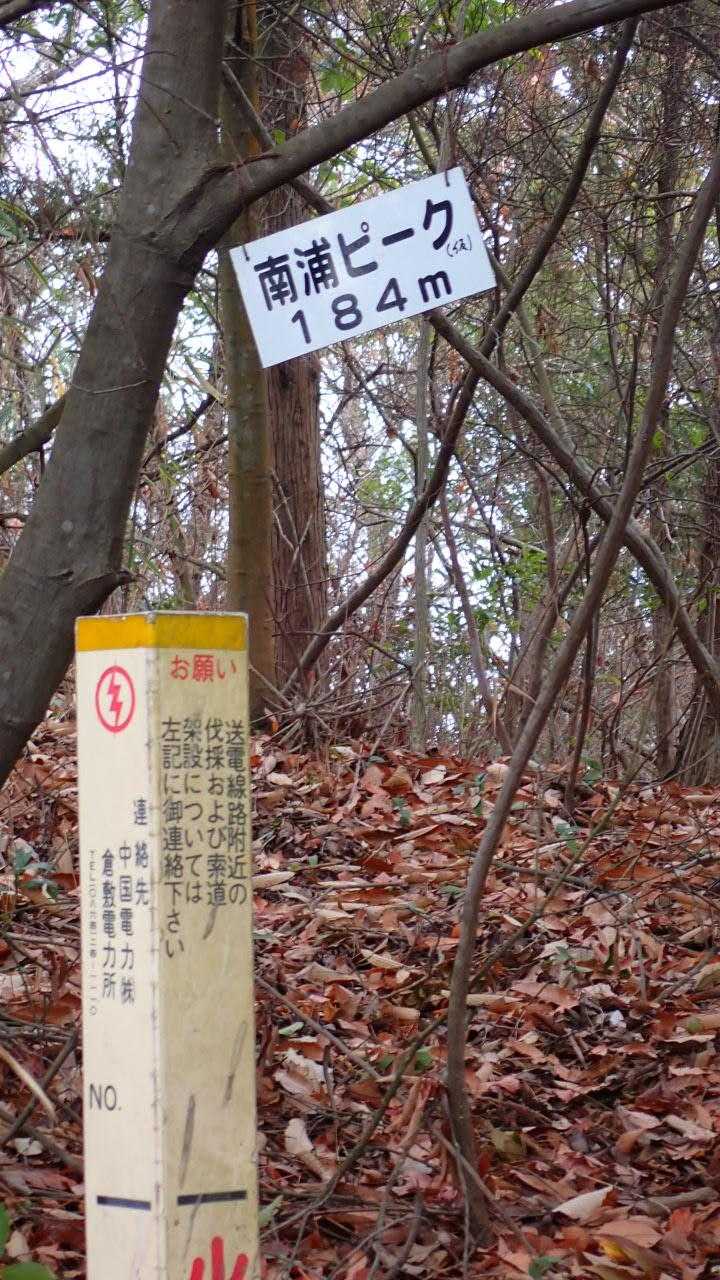 南浦ピーク(仮)
184m
お願い
送電線路附近の
伐採および索道
架設については
左記に御連絡下さい
連絡先
中国電力㈱
倉敷電力所
NO.
火